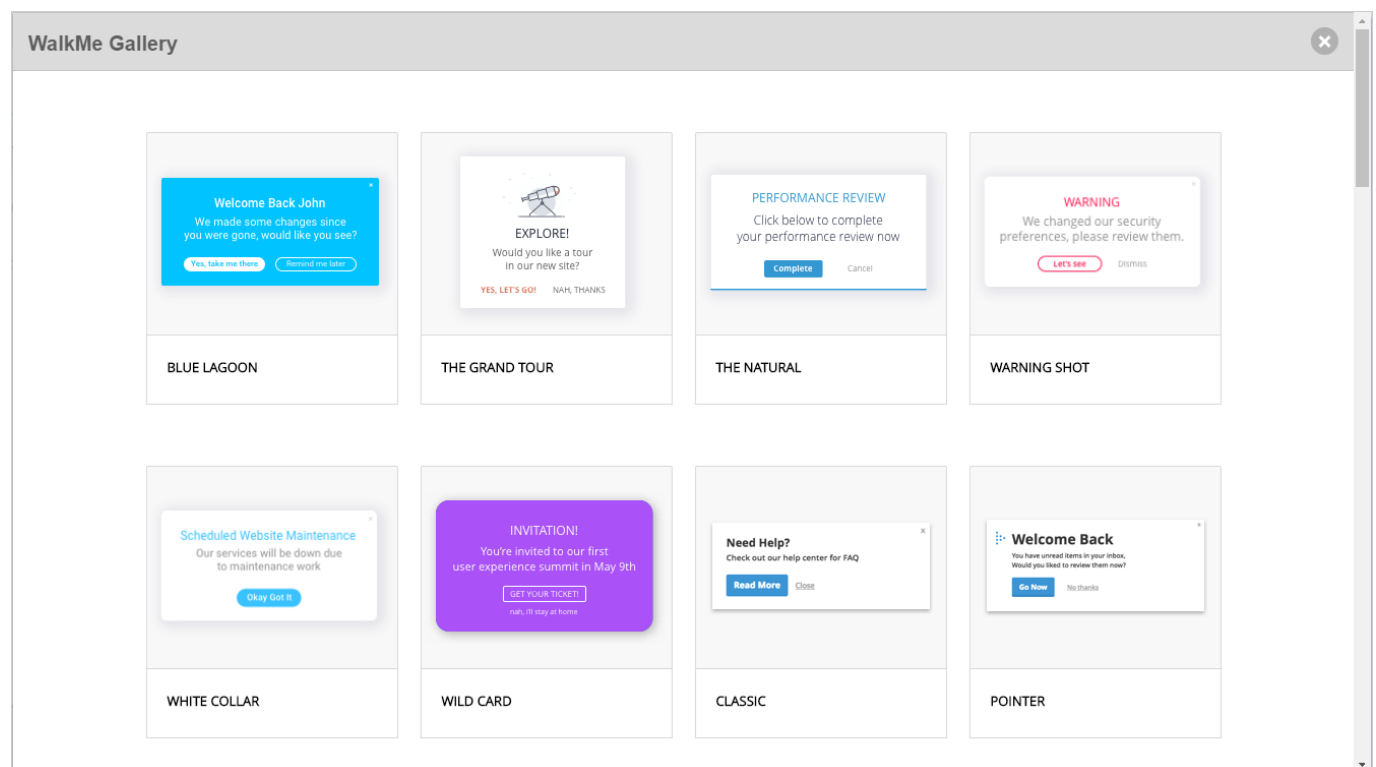 WalkMe Gallery
Welcome Back John
We made some changes since
you were gone, would like you see?
Yes, take me there
Remind me later
BLUE LAGOON
EXPLORE!
Would you like a tour
in our new site?
YES, LET'S GO!
NAH, THANKS
THE GRAND TOUR
PERFORMANCE REVIEW
Click below to complete
your performance review now
Complete
Cancel
THE NATURAL
WARNING
We changed our security
preferences, please review them.
Let's see
Dismiss
WARNING SHOT
Scheduled Website Maintenance
Our services will be down due
to maintenance work
Okay Got It
WHITE COLLAR
INVITATION!
You're invited to our first
user experience summit in May 9th
GET YOUR TICKET!
nah, I'll stay at home
WILD CARD
Need Help?
Check out our help center for FAQ
Read More
Close
CLASSIC
Welcome Back
You have unread items in your inbox,
Would you liked to review them now?
Go Now
No thanks
POINTER